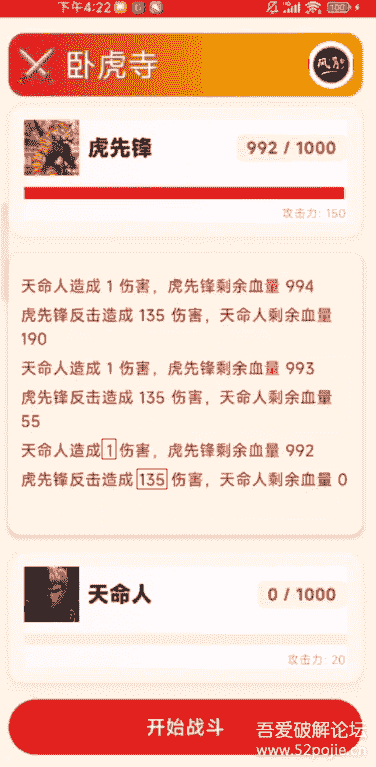 下午4:22
100
卧虎寺
虎先锋
992 / 1000
攻击力: 150
天命人造成 1 伤害，虎先锋剩余血量 994
虎先锋反击造成 135 伤害，天命人剩余血量
190
天命人造成 1 伤害，虎先锋剩余血量 993
虎先锋反击造成 135 伤害，天命人剩余血量
55
天命人造成 1 伤害，虎先锋剩余血量 992
虎先锋反击造成 135 伤害，天命人剩余血量 0
天命人
0 / 1000
攻击力: 20
开始战斗
吾爱破解论坛
www.52pojie.cn